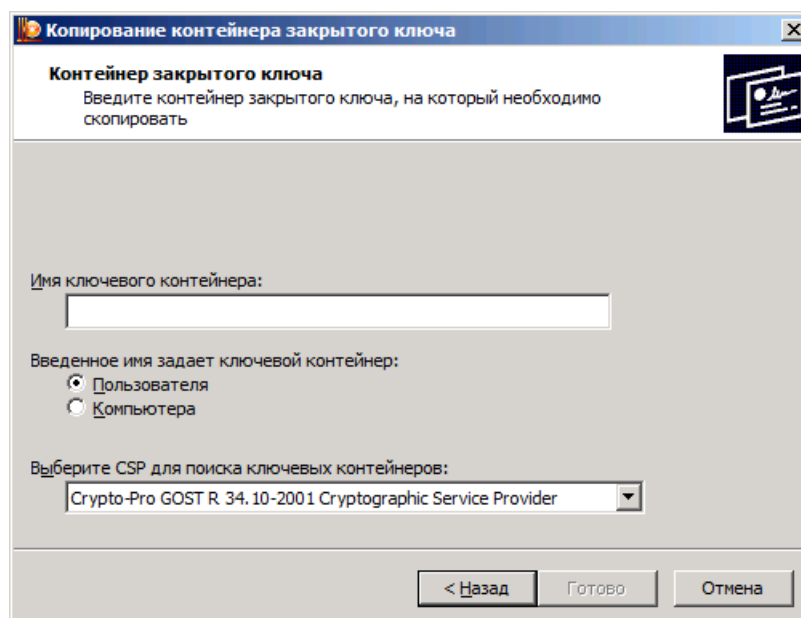 Копирование контейнера закрытого ключа
Контейнер закрытого ключа
Введите контейнер закрытого ключа, на который необходимо
скопировать
Имя ключевого контейнера:
Введенное имя задает ключевой контейнер:
Пользователя
Компьютера
Выберите CSP для поиска ключевых контейнеров:
Crypto-Pro GOST R 34.10-2001 Cryptographic Service Provider
< Назад
Готово
Отмена